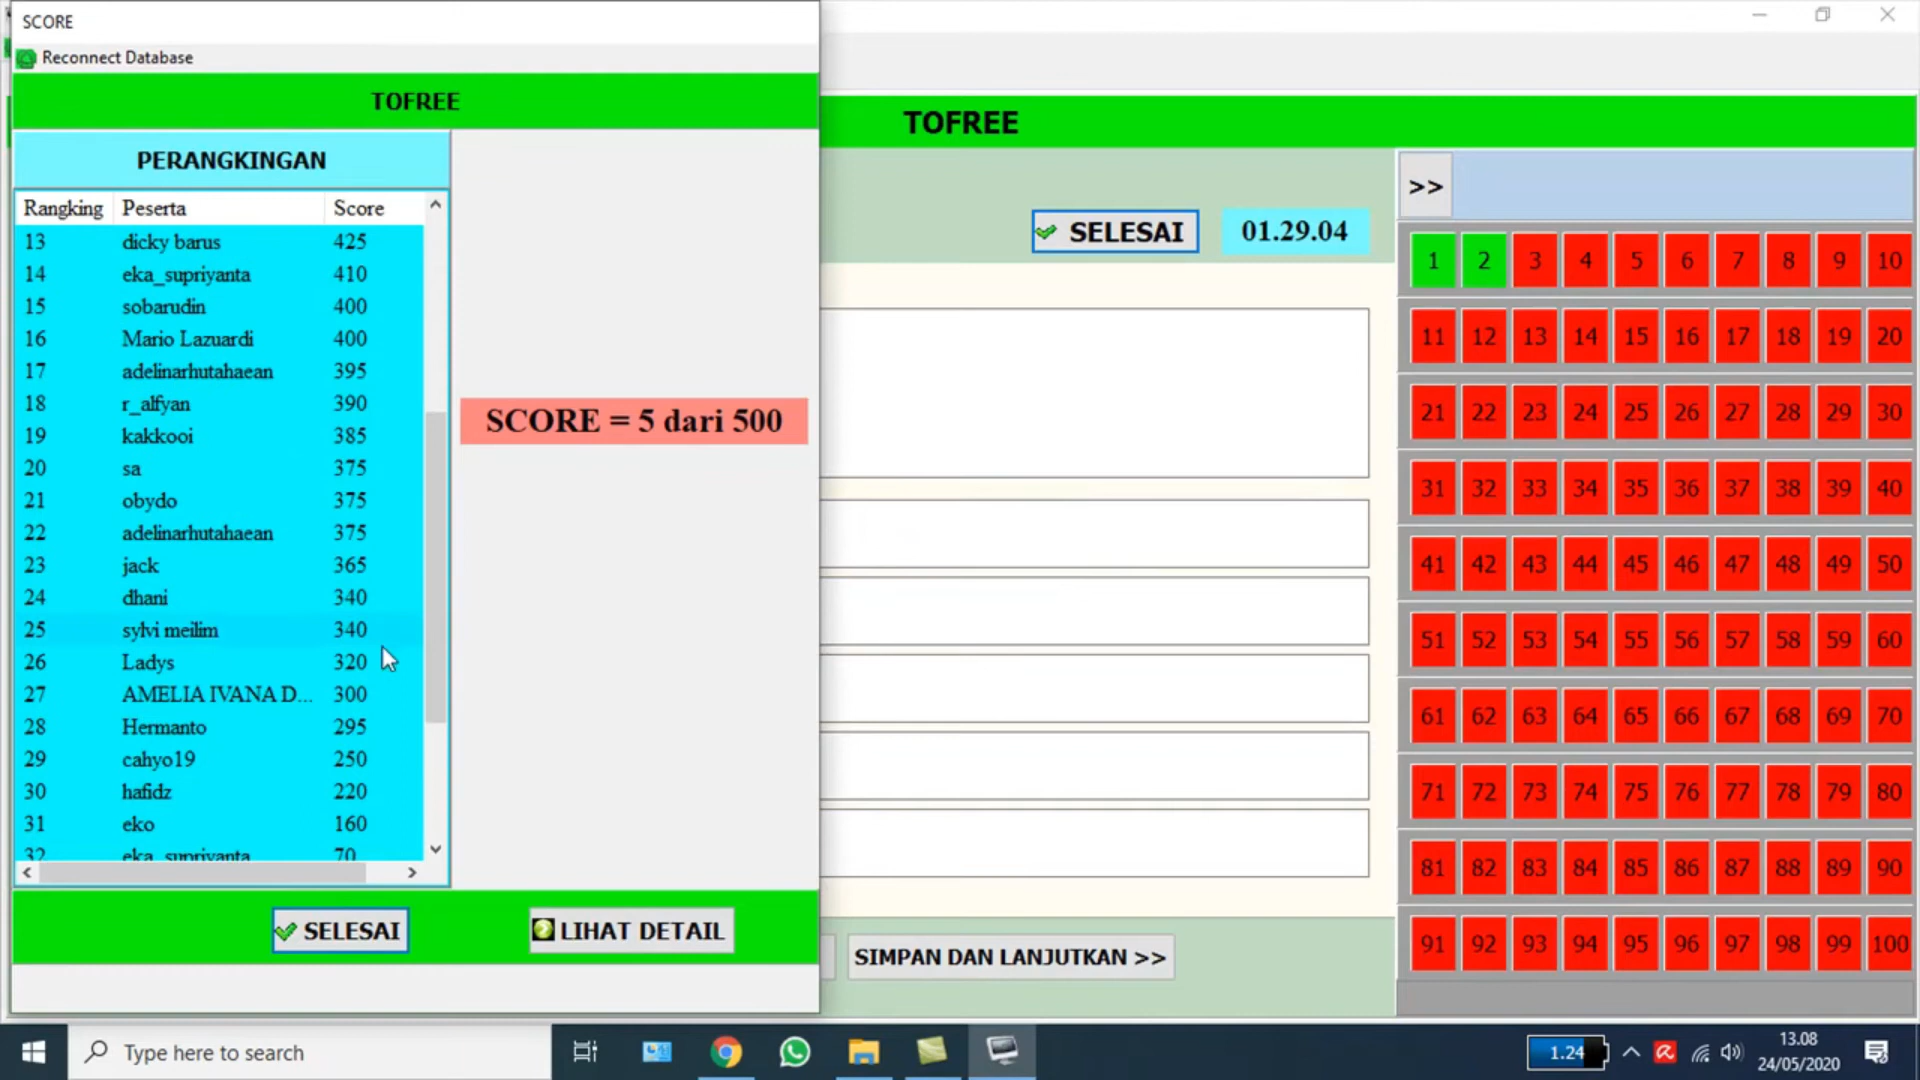 SCORE
Reconnect Database
TOFREE
PERANGKINGAN
Rangking Peserta Score
13 dicky barus 425
14 eka_supriyanta 410
15 sobarudin 400
16 Mario Lazuardi 400
17 adelinarhutahaean 395
18 r_alfyan 390
19 kakkooi 385
20 sa 375
21 obydo 375
22 adelinarhutahaean 375
23 jack 365
24 dhani 340
25 sylvi meilim 340
26 Ladys 320
27 AMELIA IVANA D... 300
28 Hermanto 295
29 cahyo19 250
30 hafidz 220
31 eko 160
32 eka_supriyanta 70
SCORE = 5 dari 500
SELESAI
LIHAT DETAIL
TOFREE
SELESAI
01.29.04
>>
1 2 3 4 5 6 7 8 9 10
11 12 13 14 15 16 17 18 19 20
21 22 23 24 25 26 27 28 29 30
31 32 33 34 35 36 37 38 39 40
41 42 43 44 45 46 47 48 49 50
51 52 53 54 55 56 57 58 59 60
61 62 63 64 65 66 67 68 69 70
71 72 73 74 75 76 77 78 79 80
81 82 83 84 85 86 87 88 89 90
91 92 93 94 95 96 97 98 99 100
SIMPAN DAN LANJUTKAN >>
Type here to search
1.24
13.08
24/05/2020